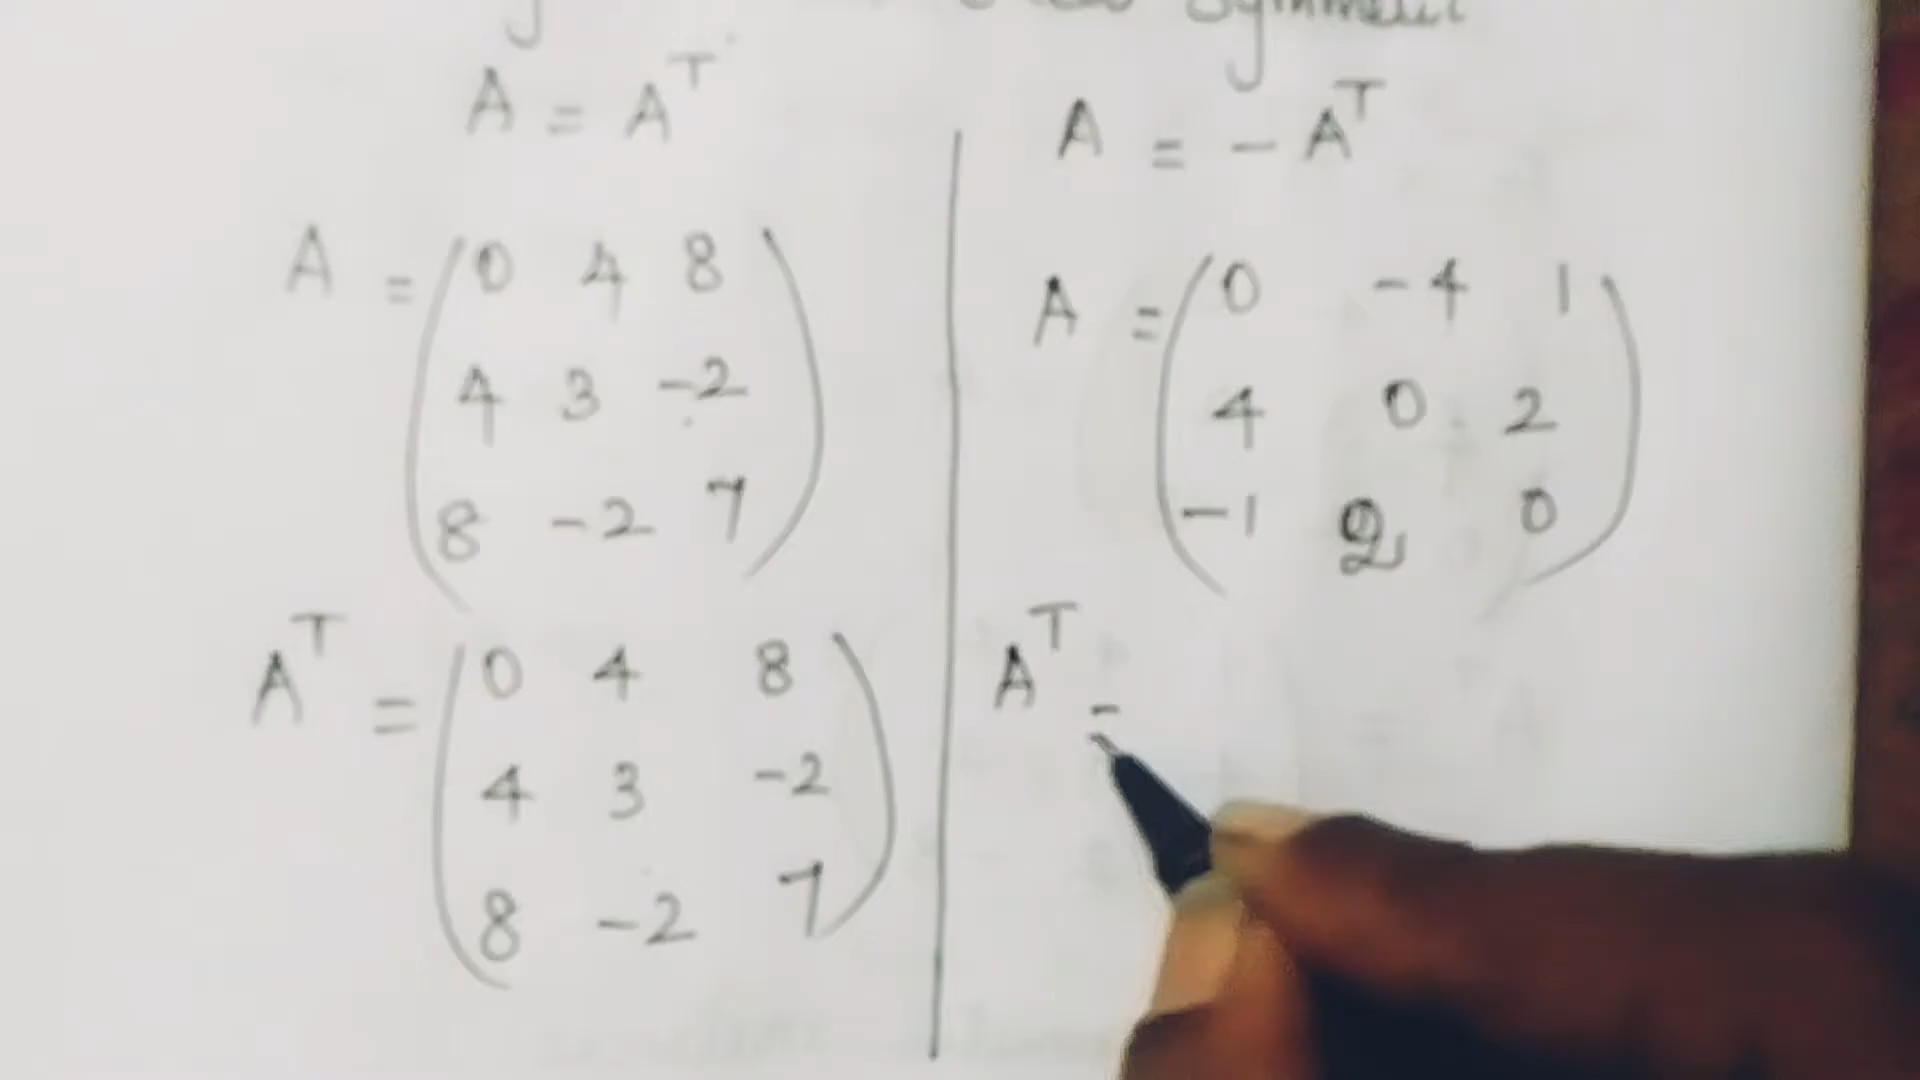 Symmetric
A = A^T
A = (0 4 8
4 3 -2
8 -2 7)
A^T = (0 4 8
4 3 -2
8 -2 7)
A = -A^T
A = (0 -4 1
4 0 2
-1 2 0)
A^T =